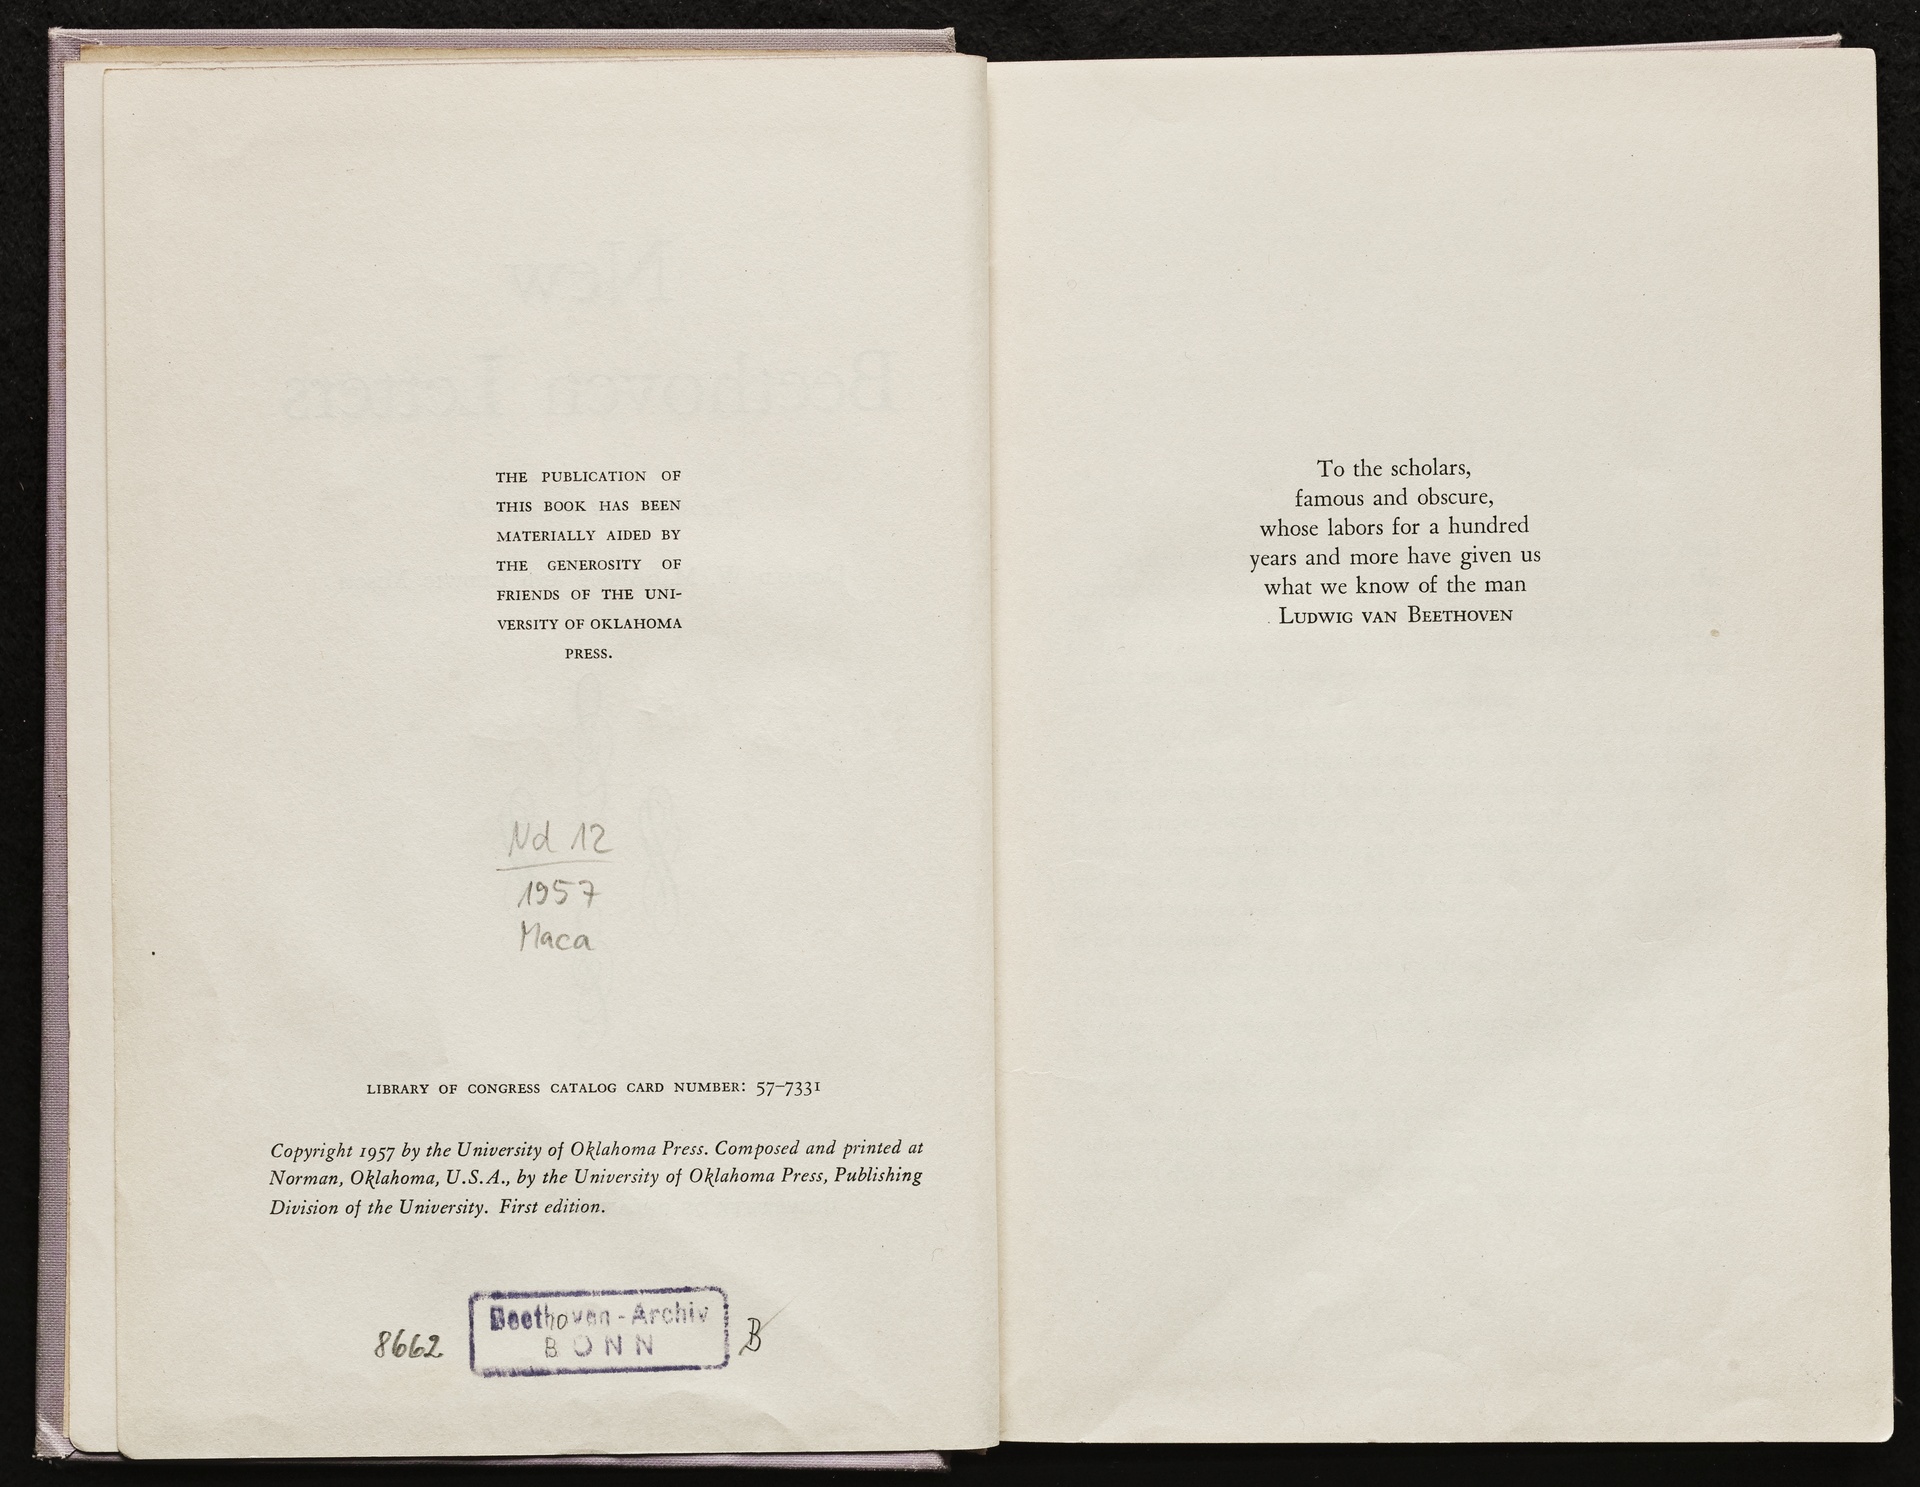 THE PUBLICATION OF
THIS BOOK HAS BEEN
MATERIALLY AIDED BY
THE GENEROSITY OF
FRIENDS OF THE UNI-
VERSITY OF OKLAHOMA
PRESS.
Nd 12
1957
Maca
LIBRARY OF CONGRESS CATALOG CARD NUMBER: 57–7331
Copyright 1957 by the University of Oklahoma Press. Composed and printed at
Norman, Oklahoma, U.S.A., by the University of Oklahoma Press, Publishing
Division of the University. First edition.
8662
Beethoven-Archiv
BONN
B
To the scholars,
famous and obscure,
whose labors for a hundred
years and more have given us
what we know of the man
LUDWIG VAN BEETHOVEN